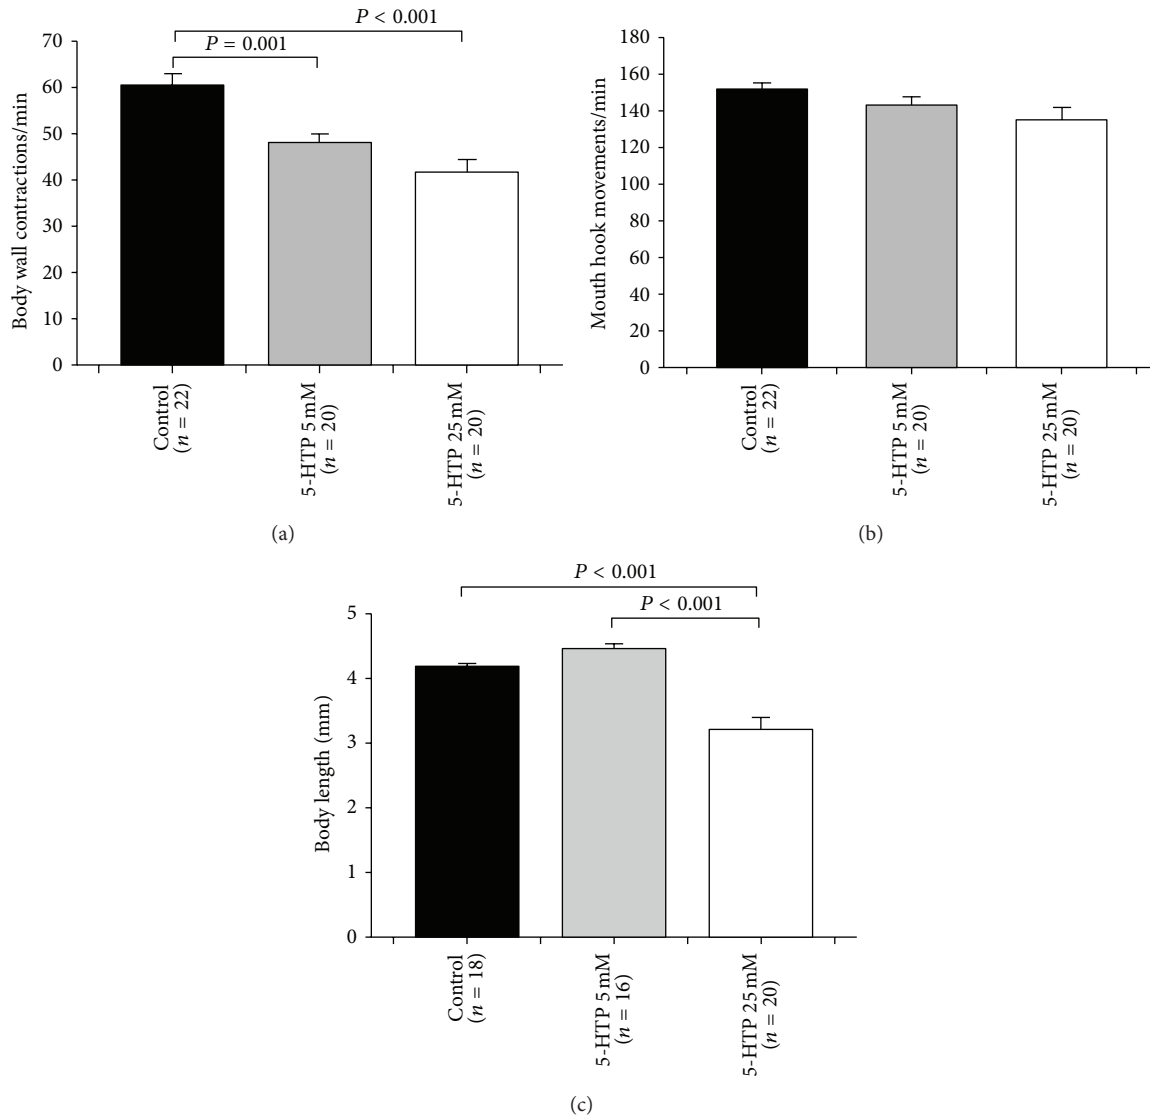 P < 0.001
P = 0.001
70
60
50
40
30
20
10
0
Body wall contractions/min
Control
(n = 22)
5-HTP 5 mM
(n = 20)
5-HTP 25 mM
(n = 20)
(a)
180
160
140
120
100
80
60
40
20
0
Mouth hook movements/min
Control
(n = 22)
5-HTP 5 mM
(n = 20)
5-HTP 25 mM
(n = 20)
(b)
P < 0.001
P < 0.001
5
4
3
2
1
0
Body length (mm)
Control
(n = 18)
5-HTP 5 mM
(n = 16)
5-HTP 25 mM
(n = 20)
(c)